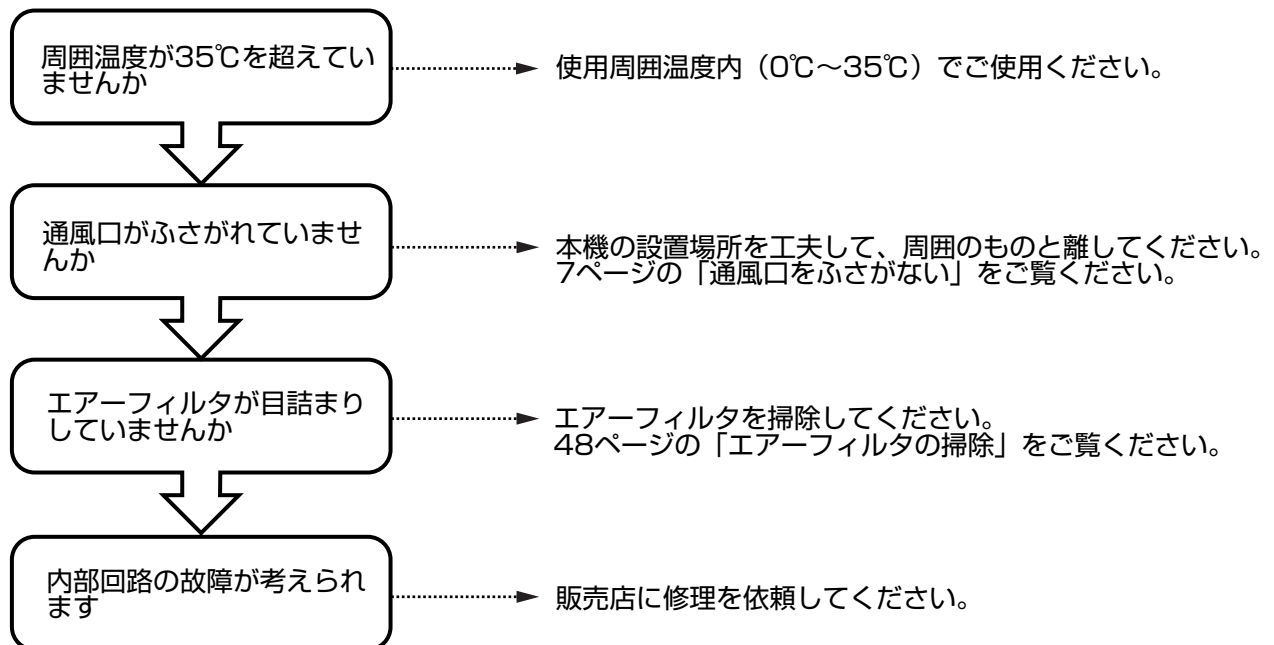 周囲温度が35℃を超えてい
ませんか
使用周囲温度内（0℃～35℃）でご使用ください。
通風口がふさがれていませ
んか
本機の設置場所を工夫して、周囲のものと離してください。
7ページの「通風口をふさがない」をご覧ください。
エアーフィルタが目詰まり
していませんか
エアーフィルタを掃除してください。
48ページの「エアーフィルタの掃除」をご覧ください。
内部回路の故障が考えられ
ます
販売店に修理を依頼してください。